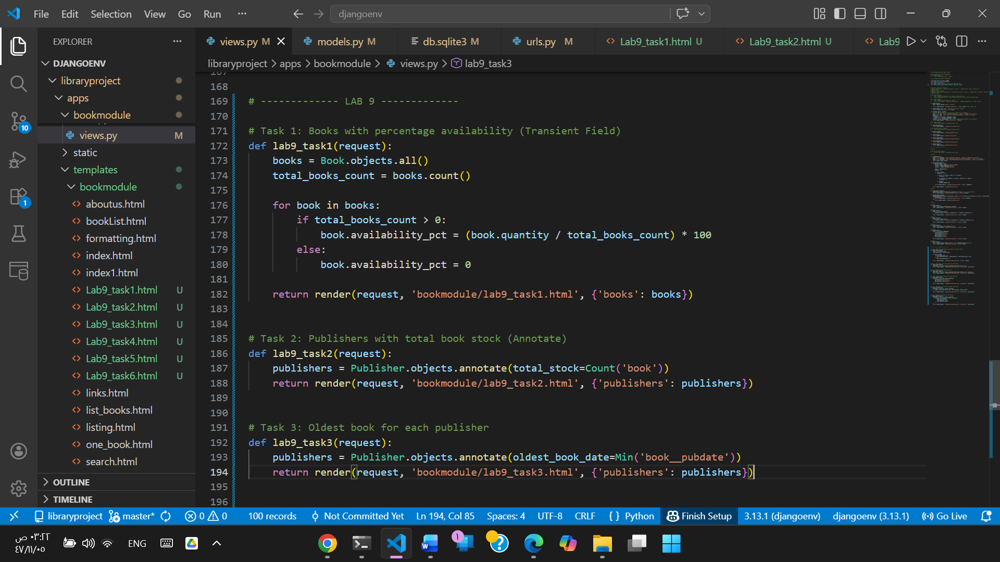 File Edit Selection View Go Run ···
djangoenv
EXPLORER
DJANGOENV
libraryproject
apps
bookmodule
views.py M
static
templates
bookmodule
aboutus.html
bookList.html
formatting.html
index.html
index1.html
Lab9_task1.html U
Lab9_task2.html U
Lab9_task3.html U
Lab9_task4.html U
Lab9_task5.html U
Lab9_task6.html U
links.html
list_books.html
listing.html
one_book.html
search.html
OUTLINE
TIMELINE
10
1
views.py M models.py M db.sqlite3 M urls.py M Lab9_task1.html U Lab9_task2.html U Lab9
libraryproject > apps > bookmodule > views.py > lab9_task3
167
168
169 # ------------- LAB 9 -------------
170
171 # Task 1: Books with percentage availability (Transient Field)
172 def lab9_task1(request):
173 books = Book.objects.all()
174 total_books_count = books.count()
175
176 for book in books:
177 if total_books_count > 0:
178 book.availability_pct = (book.quantity / total_books_count) * 100
179 else:
180 book.availability_pct = 0
181
182 return render(request, 'bookmodule/lab9_task1.html', {'books': books})
183
184
185 # Task 2: Publishers with total book stock (Annotate)
186 def lab9_task2(request):
187 publishers = Publisher.objects.annotate(total_stock=Count('book'))
188 return render(request, 'bookmodule/lab9_task2.html', {'publishers': publishers})
189
190
191 # Task 3: Oldest book for each publisher
192 def lab9_task3(request):
193 publishers = Publisher.objects.annotate(oldest_book_date=Min('book__pubdate'))
194 return render(request, 'bookmodule/lab9_task3.html', {'publishers': publishers})
195
196
libraryproject master* 0 0 100 records Not Committed Yet Ln 194, Col 85 Spaces: 4 UTF-8 CRLF { } Python Finish Setup 3.13.1 (djangoenv) djangoenv (3.13.1) Go Live
٠٣:٢٢ ص
٤٧/١١/٠٥
ENG
١